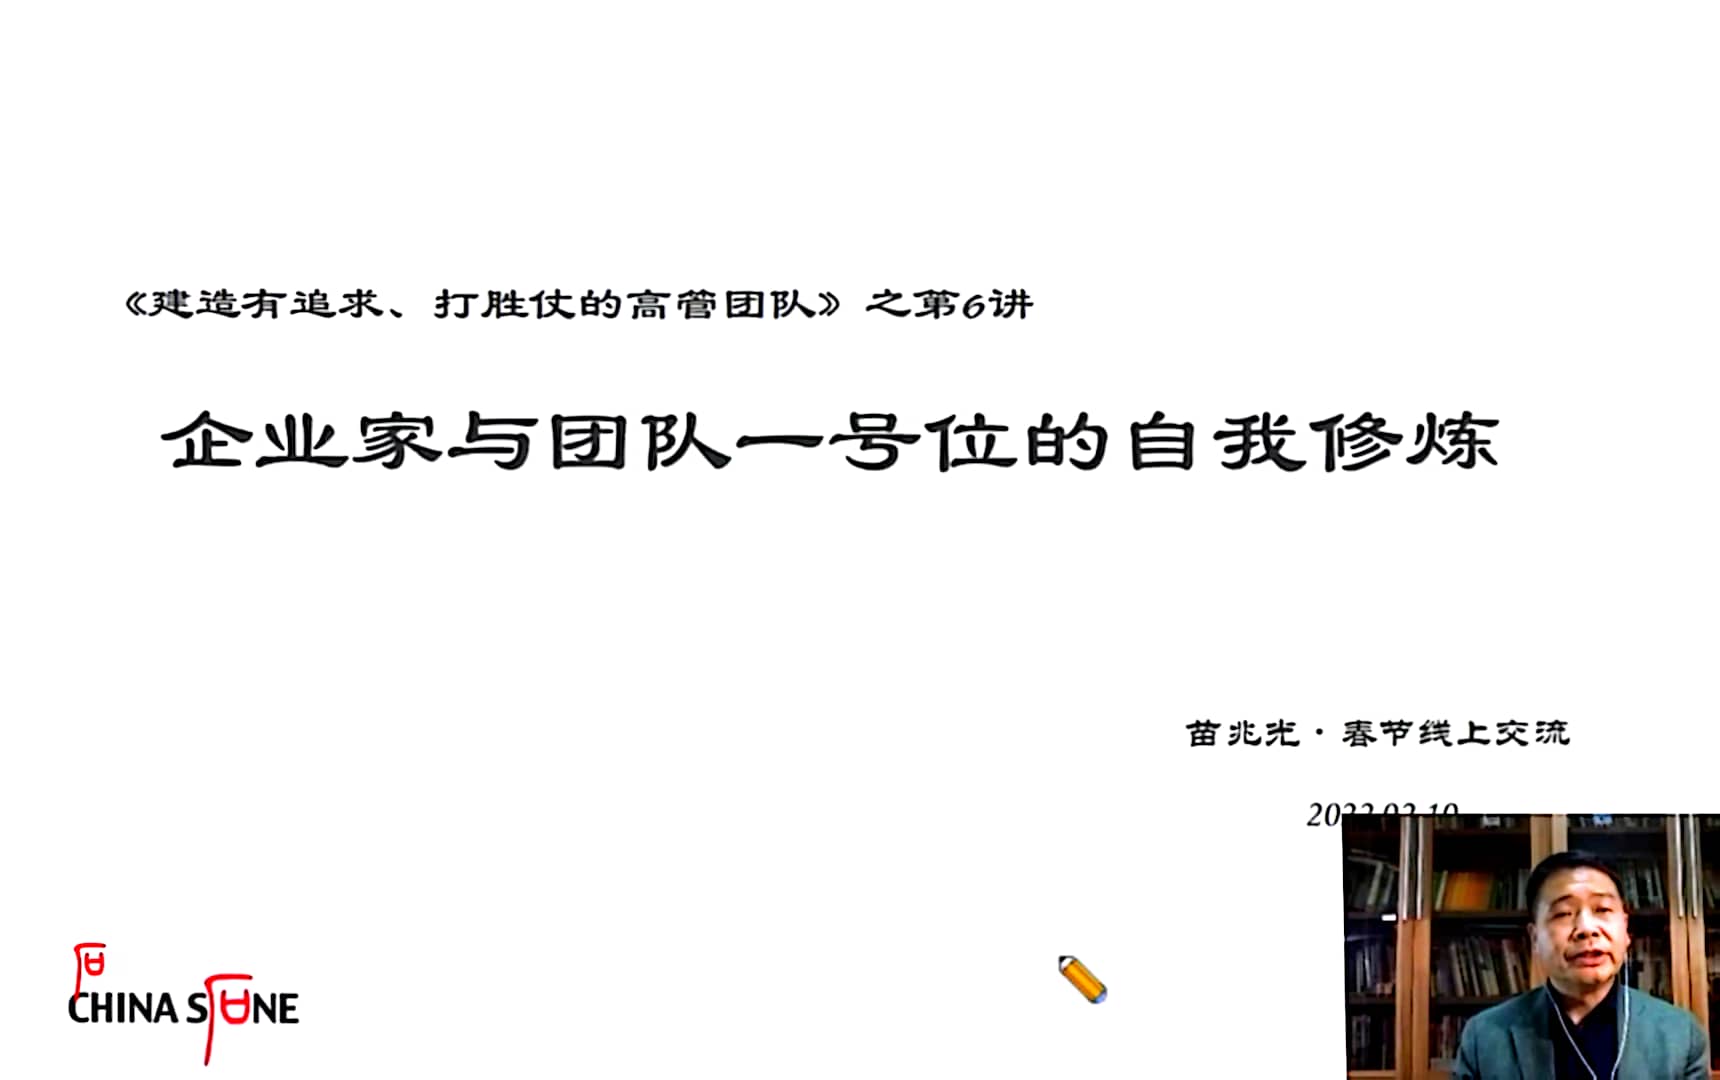 《建造有追求、打胜仗的高管团队》之第6讲
企业家与团队一号位的自我修炼
苗兆光·春节线上交流
CHINA STONE